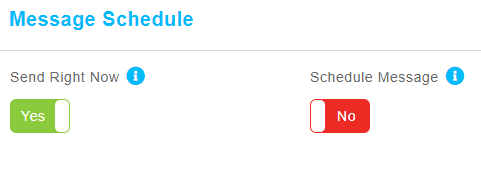 Message Schedule
Send Right Now
Schedule Message
Yes
No